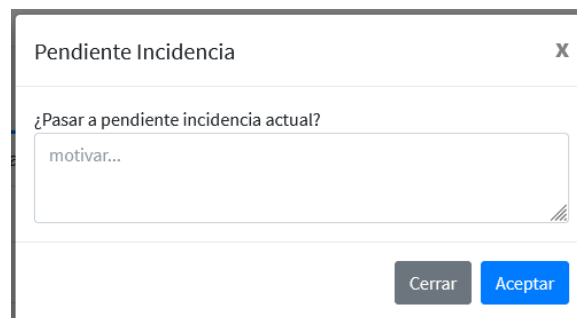 Pendiente Incidencia
X
¿Pasar a pendiente incidencia actual?
motivar...
Cerrar
Aceptar